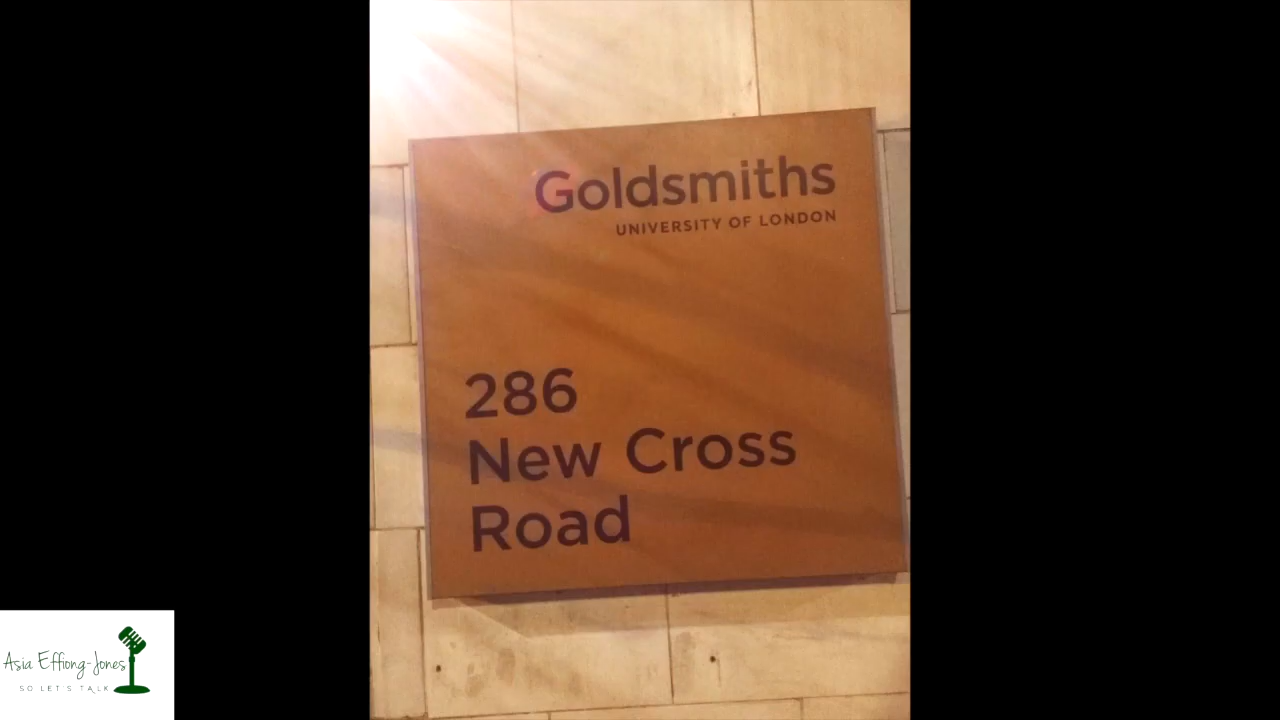 Goldsmiths
UNIVERSITY OF LONDON
286
New Cross
Road
Asia Effiong-Jones
SO LET'S TALK